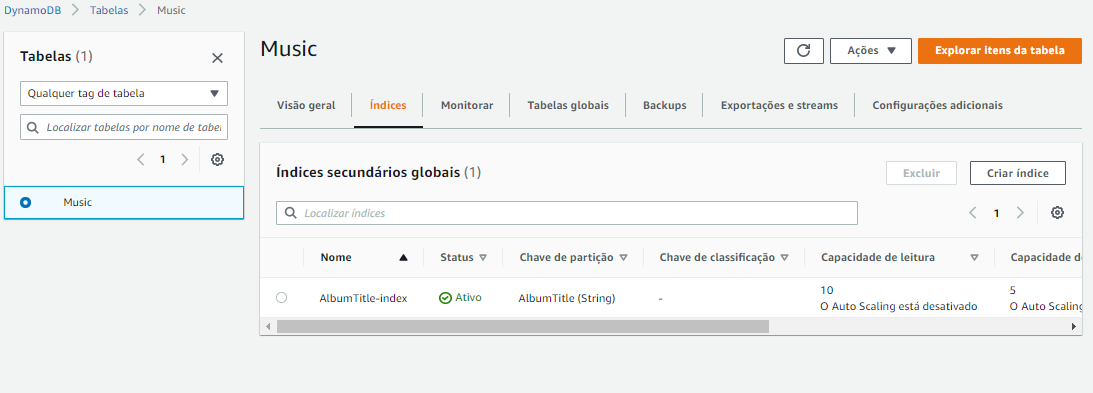 DynamoDB > Tabelas > Music
Tabelas (1)
Qualquer tag de tabela
Localizar tabelas por nome de tabel
1
Music
Music
Ações
Explorar itens da tabela
Visão geral
Índices
Monitorar
Tabelas globais
Backups
Exportações e streams
Configurações adicionais
Índices secundários globais (1)
Excluir
Criar índice
Localizar índices
1
Nome Status Chave de partição Chave de classificação Capacidade de leitura Capacidade de
AlbumTitle-index Ativo AlbumTitle (String) - 10 5
O Auto Scaling está desativado O Auto Scaling